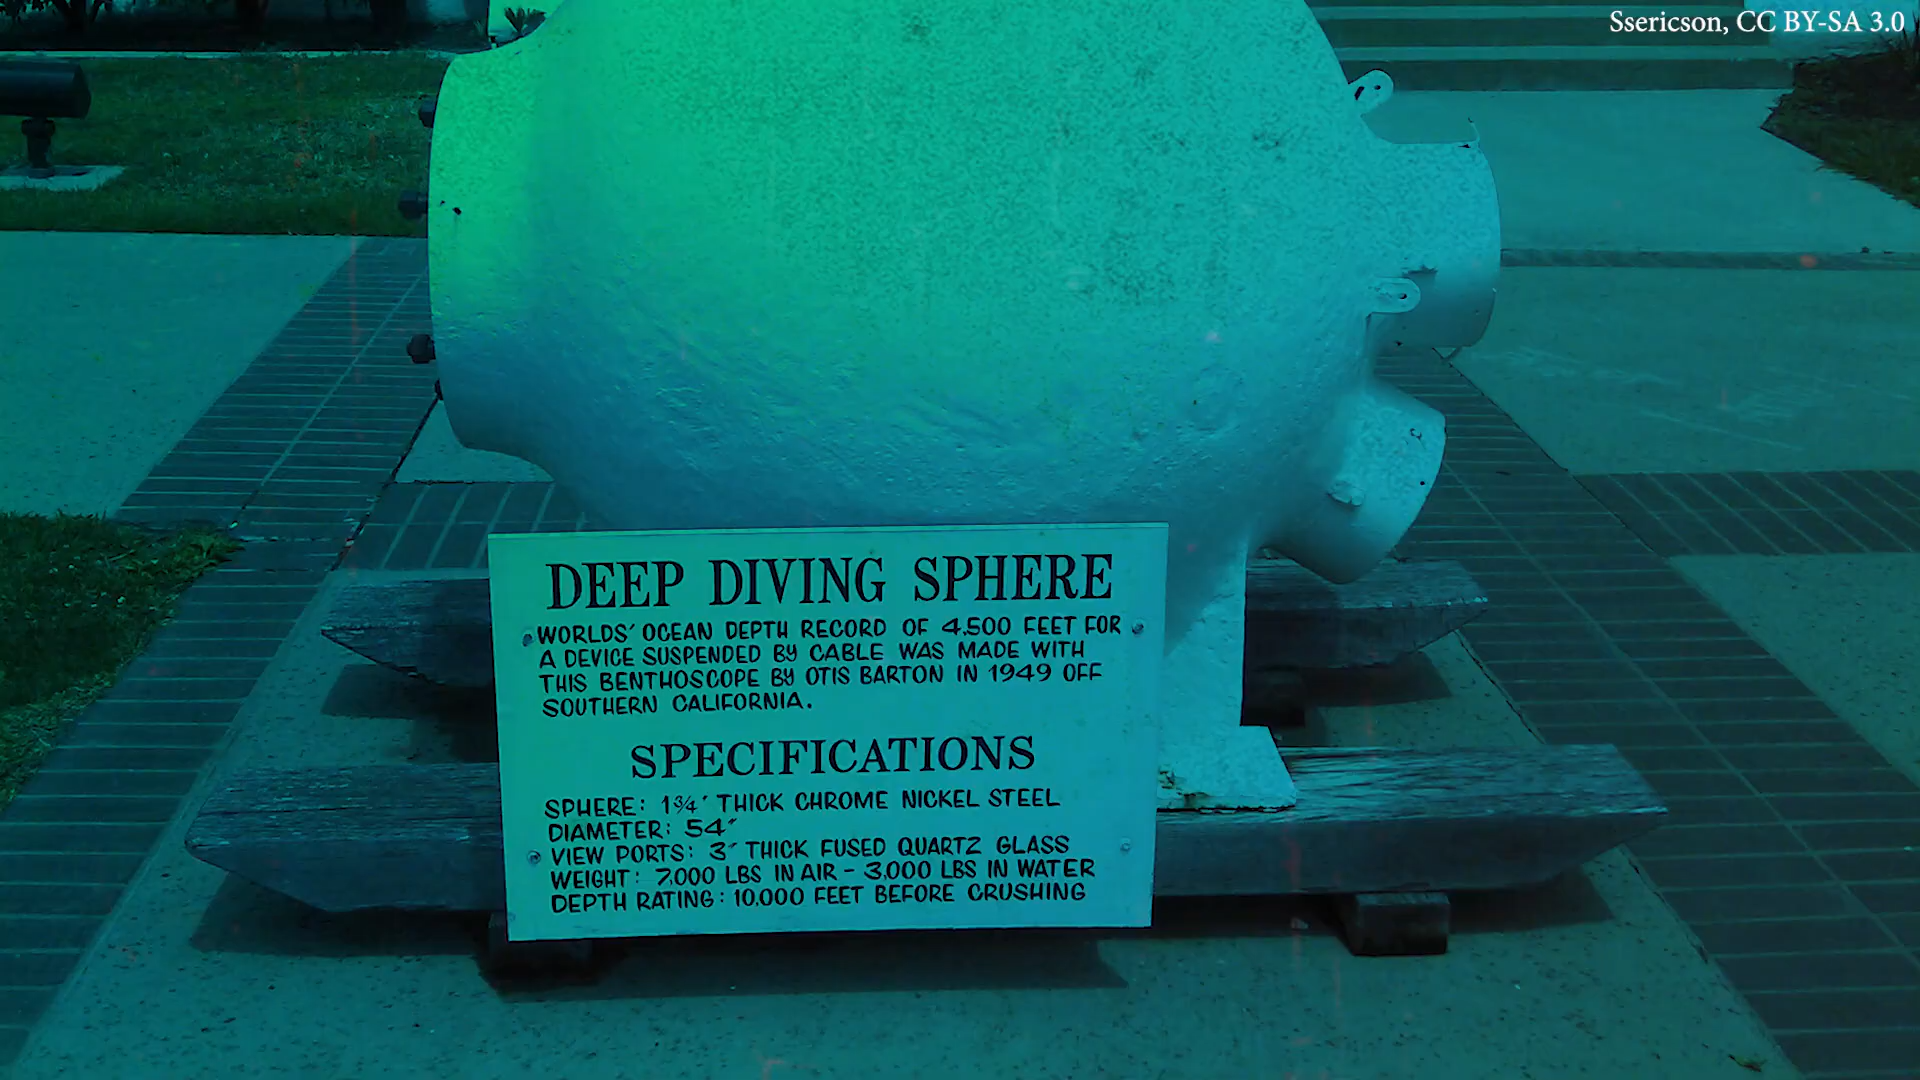 Ssericson, CC BY-SA 3.0
DEEP DIVING SPHERE
WORLDS' OCEAN DEPTH RECORD OF 4,500 FEET FOR
A DEVICE SUSPENDED BY CABLE WAS MADE WITH
THIS BENTHOSCOPE BY OTIS BARTON IN 1949 OFF
SOUTHERN CALIFORNIA.
SPECIFICATIONS
SPHERE: 1¾" THICK CHROME NICKEL STEEL
DIAMETER: 54"
VIEW PORTS: 3" THICK FUSED QUARTZ GLASS
WEIGHT: 7,000 LBS IN AIR – 3,000 LBS IN WATER
DEPTH RATING: 10,000 FEET BEFORE CRUSHING